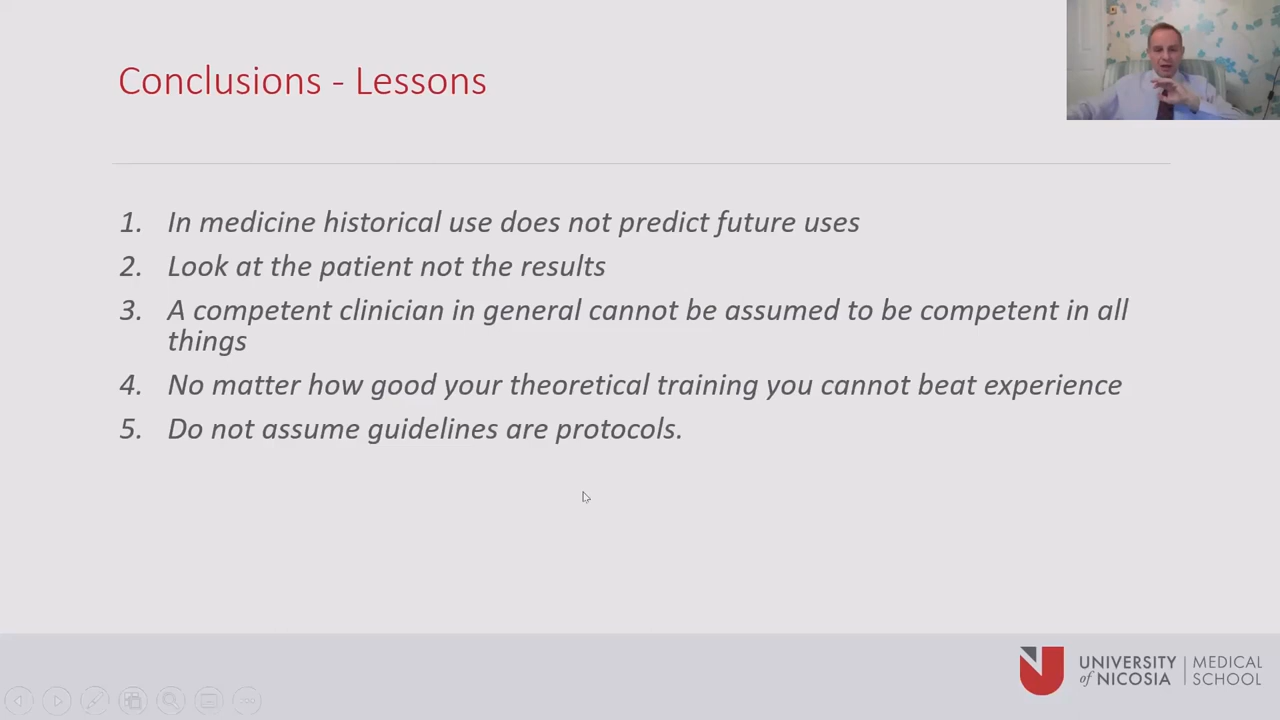 Conclusions - Lessons
1. In medicine historical use does not predict future uses
2. Look at the patient not the results
3. A competent clinician in general cannot be assumed to be competent in all
things
4. No matter how good your theoretical training you cannot beat experience
5. Do not assume guidelines are protocols.
UNIVERSITY
of NICOSIA
MEDICAL
SCHOOL